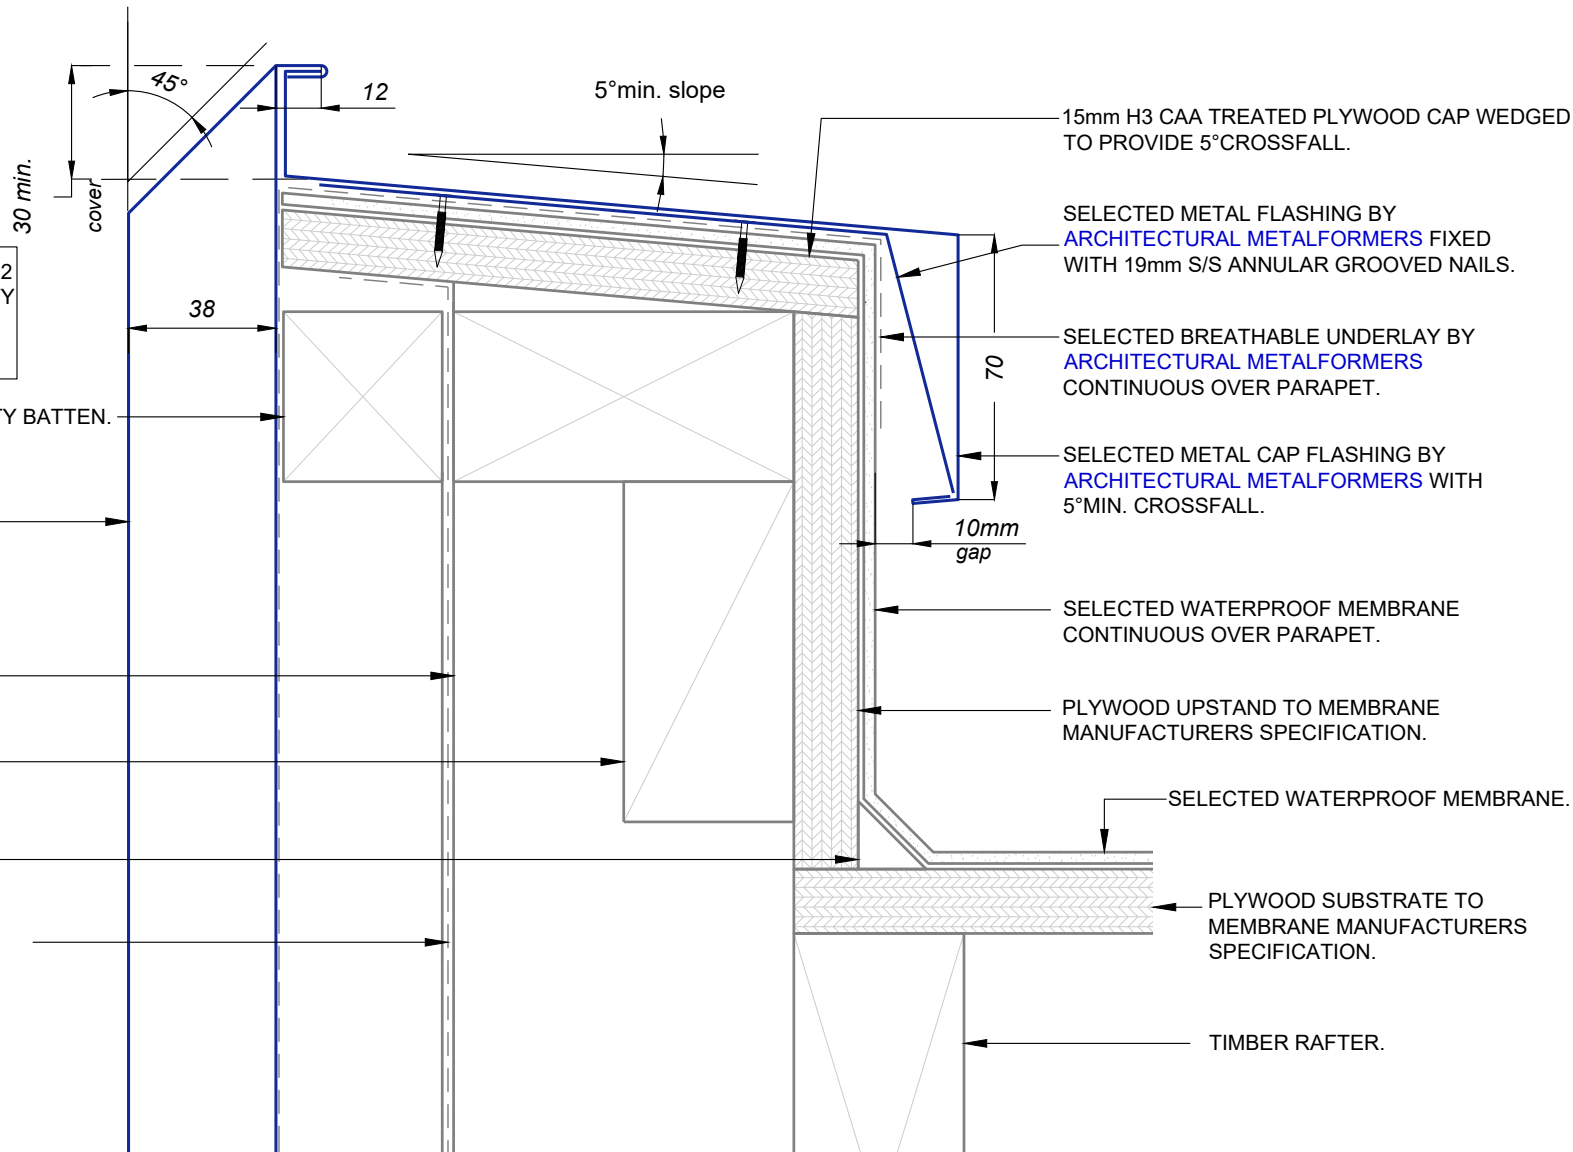 45°
12
5°min. slope
30 min.
cover
2
Y
38
TY BATTEN.
70
10mm
gap
15mm H3 CAA TREATED PLYWOOD CAP WEDGED
TO PROVIDE 5°CROSSFALL.
SELECTED METAL FLASHING BY
ARCHITECTURAL METALFORMERS FIXED
WITH 19mm S/S ANNULAR GROOVED NAILS.
SELECTED BREATHABLE UNDERLAY BY
ARCHITECTURAL METALFORMERS
CONTINUOUS OVER PARAPET.
SELECTED METAL CAP FLASHING BY
ARCHITECTURAL METALFORMERS WITH
5°MIN. CROSSFALL.
SELECTED WATERPROOF MEMBRANE
CONTINUOUS OVER PARAPET.
PLYWOOD UPSTAND TO MEMBRANE
MANUFACTURERS SPECIFICATION.
SELECTED WATERPROOF MEMBRANE.
PLYWOOD SUBSTRATE TO
MEMBRANE MANUFACTURERS
SPECIFICATION.
TIMBER RAFTER.